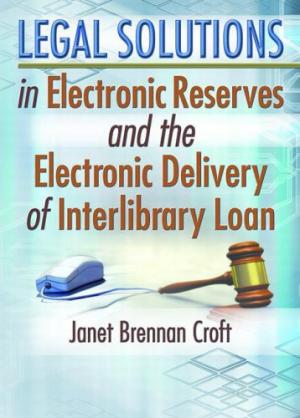 LEGAL SOLUTIONS
in Electronic Reserves
and the
Electronic Delivery
of Interlibrary Loan
Janet Brennan Croft